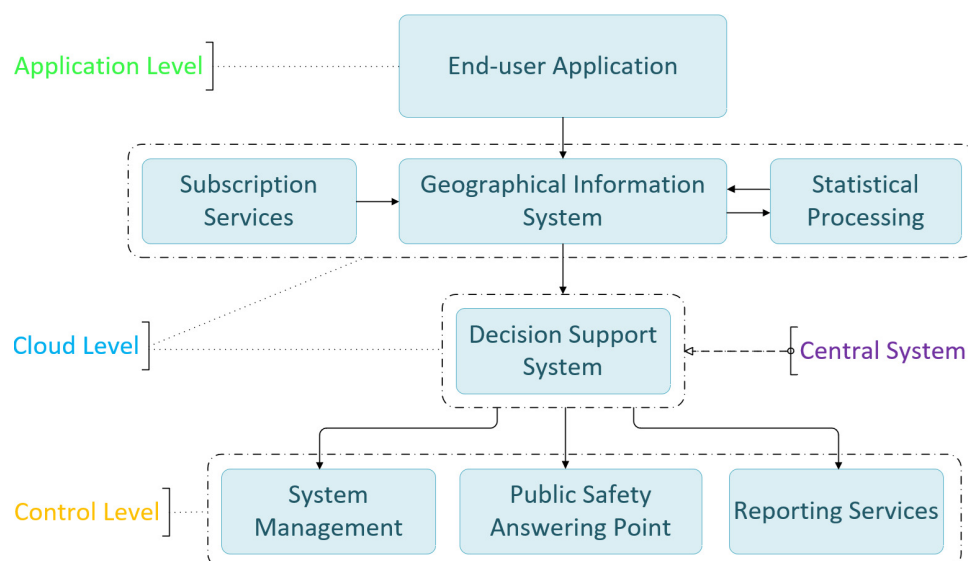 Application Level
End-user Application
Subscription
Services
Geographical Information
System
Statistical
Processing
Cloud Level
Decision Support
System
Central System
Control Level
System
Management
Public Safety
Answering Point
Reporting Services